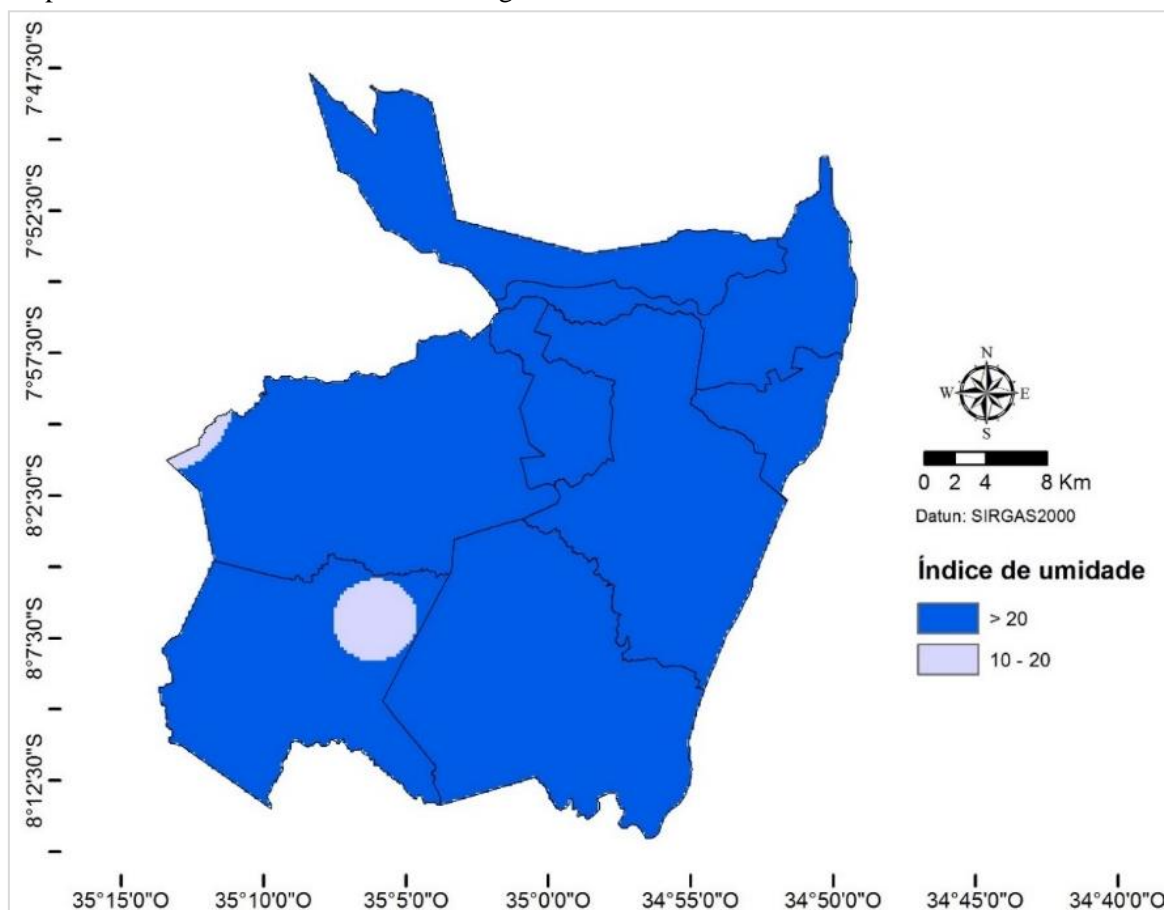 7°47'30"S
7°52'30"S
7°57'30"S
8°2'30"S
8°7'30"S
8°12'30"S
N
W E
S
0 2 4 8 Km
Datun: SIRGAS2000
Índice de umidade
> 20
10 - 20
35°15'0"O 35°10'0"O 35°5'0"O 35°0'0"O 34°55'0"O 34°50'0"O 34°45'0"O 34°40'0"O